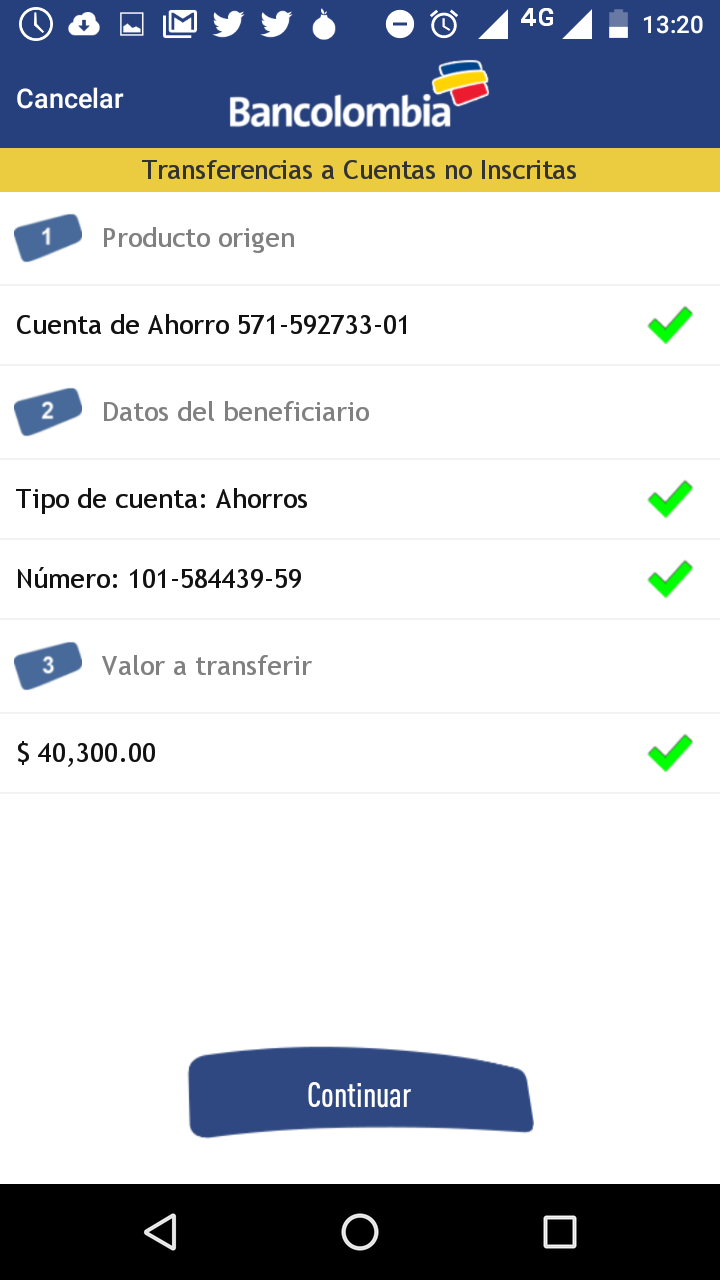 4G 13:20
Cancelar
Bancolombia
Transferencias a Cuentas no Inscritas
1 Producto origen
Cuenta de Ahorro 571-592733-01
2 Datos del beneficiario
Tipo de cuenta: Ahorros
Número: 101-584439-59
3 Valor a transferir
$ 40,300.00
Continuar